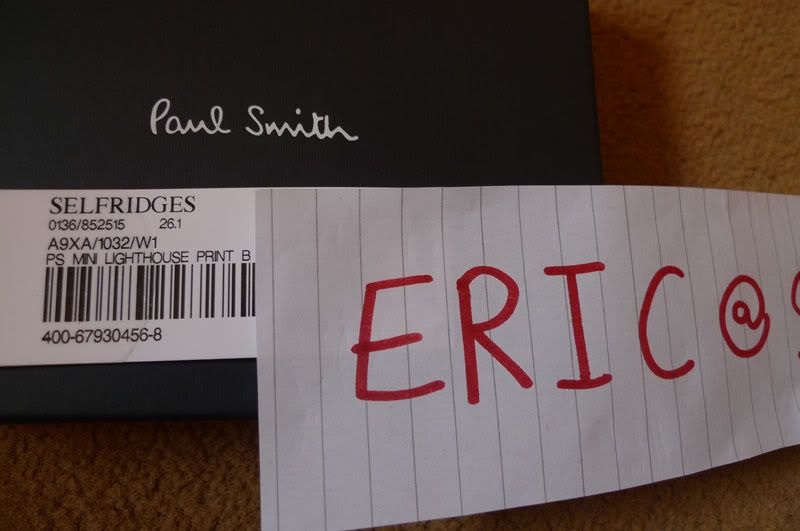 Paul Smith
SELFRIDGES
0136/852515 26.1
A9XA/1032/W1
PS MINI LIGHTHOUSE PRINT B
400-67930456-8
ERIC@